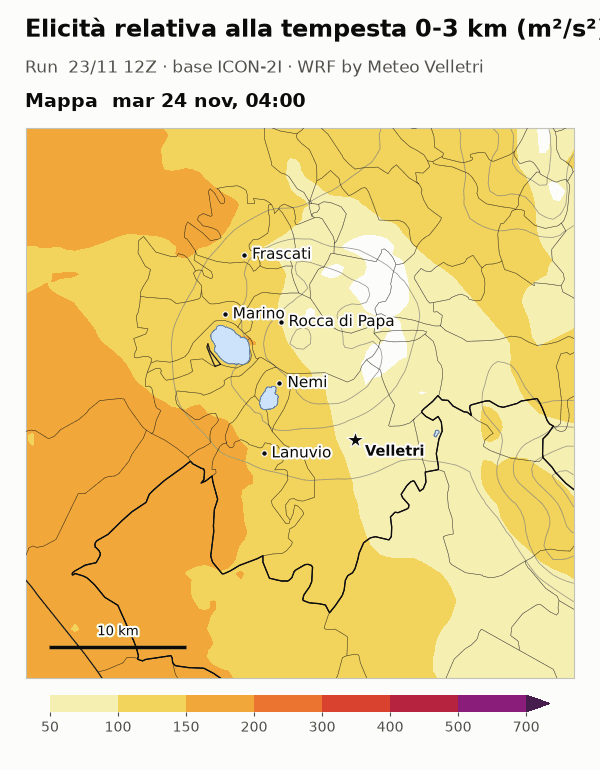 Elicità relativa alla tempesta 0-3 km (m²/s²)
Run  23/11 12Z · base ICON-2I · WRF by Meteo Velletri
Mappa  mar 24 nov, 04:00
Frascati
Marino
Rocca di Papa
Nemi
Velletri
Lanuvio
10 km
50 100 150 200 300 400 500 700